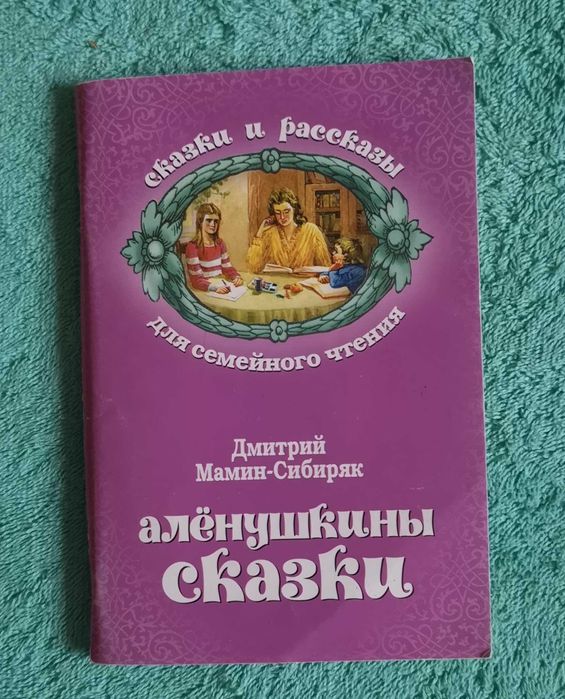 сказки и рассказы
для семейного чтения
Дмитрий
Мамин-Сибиряк
алёнушкины
сказки